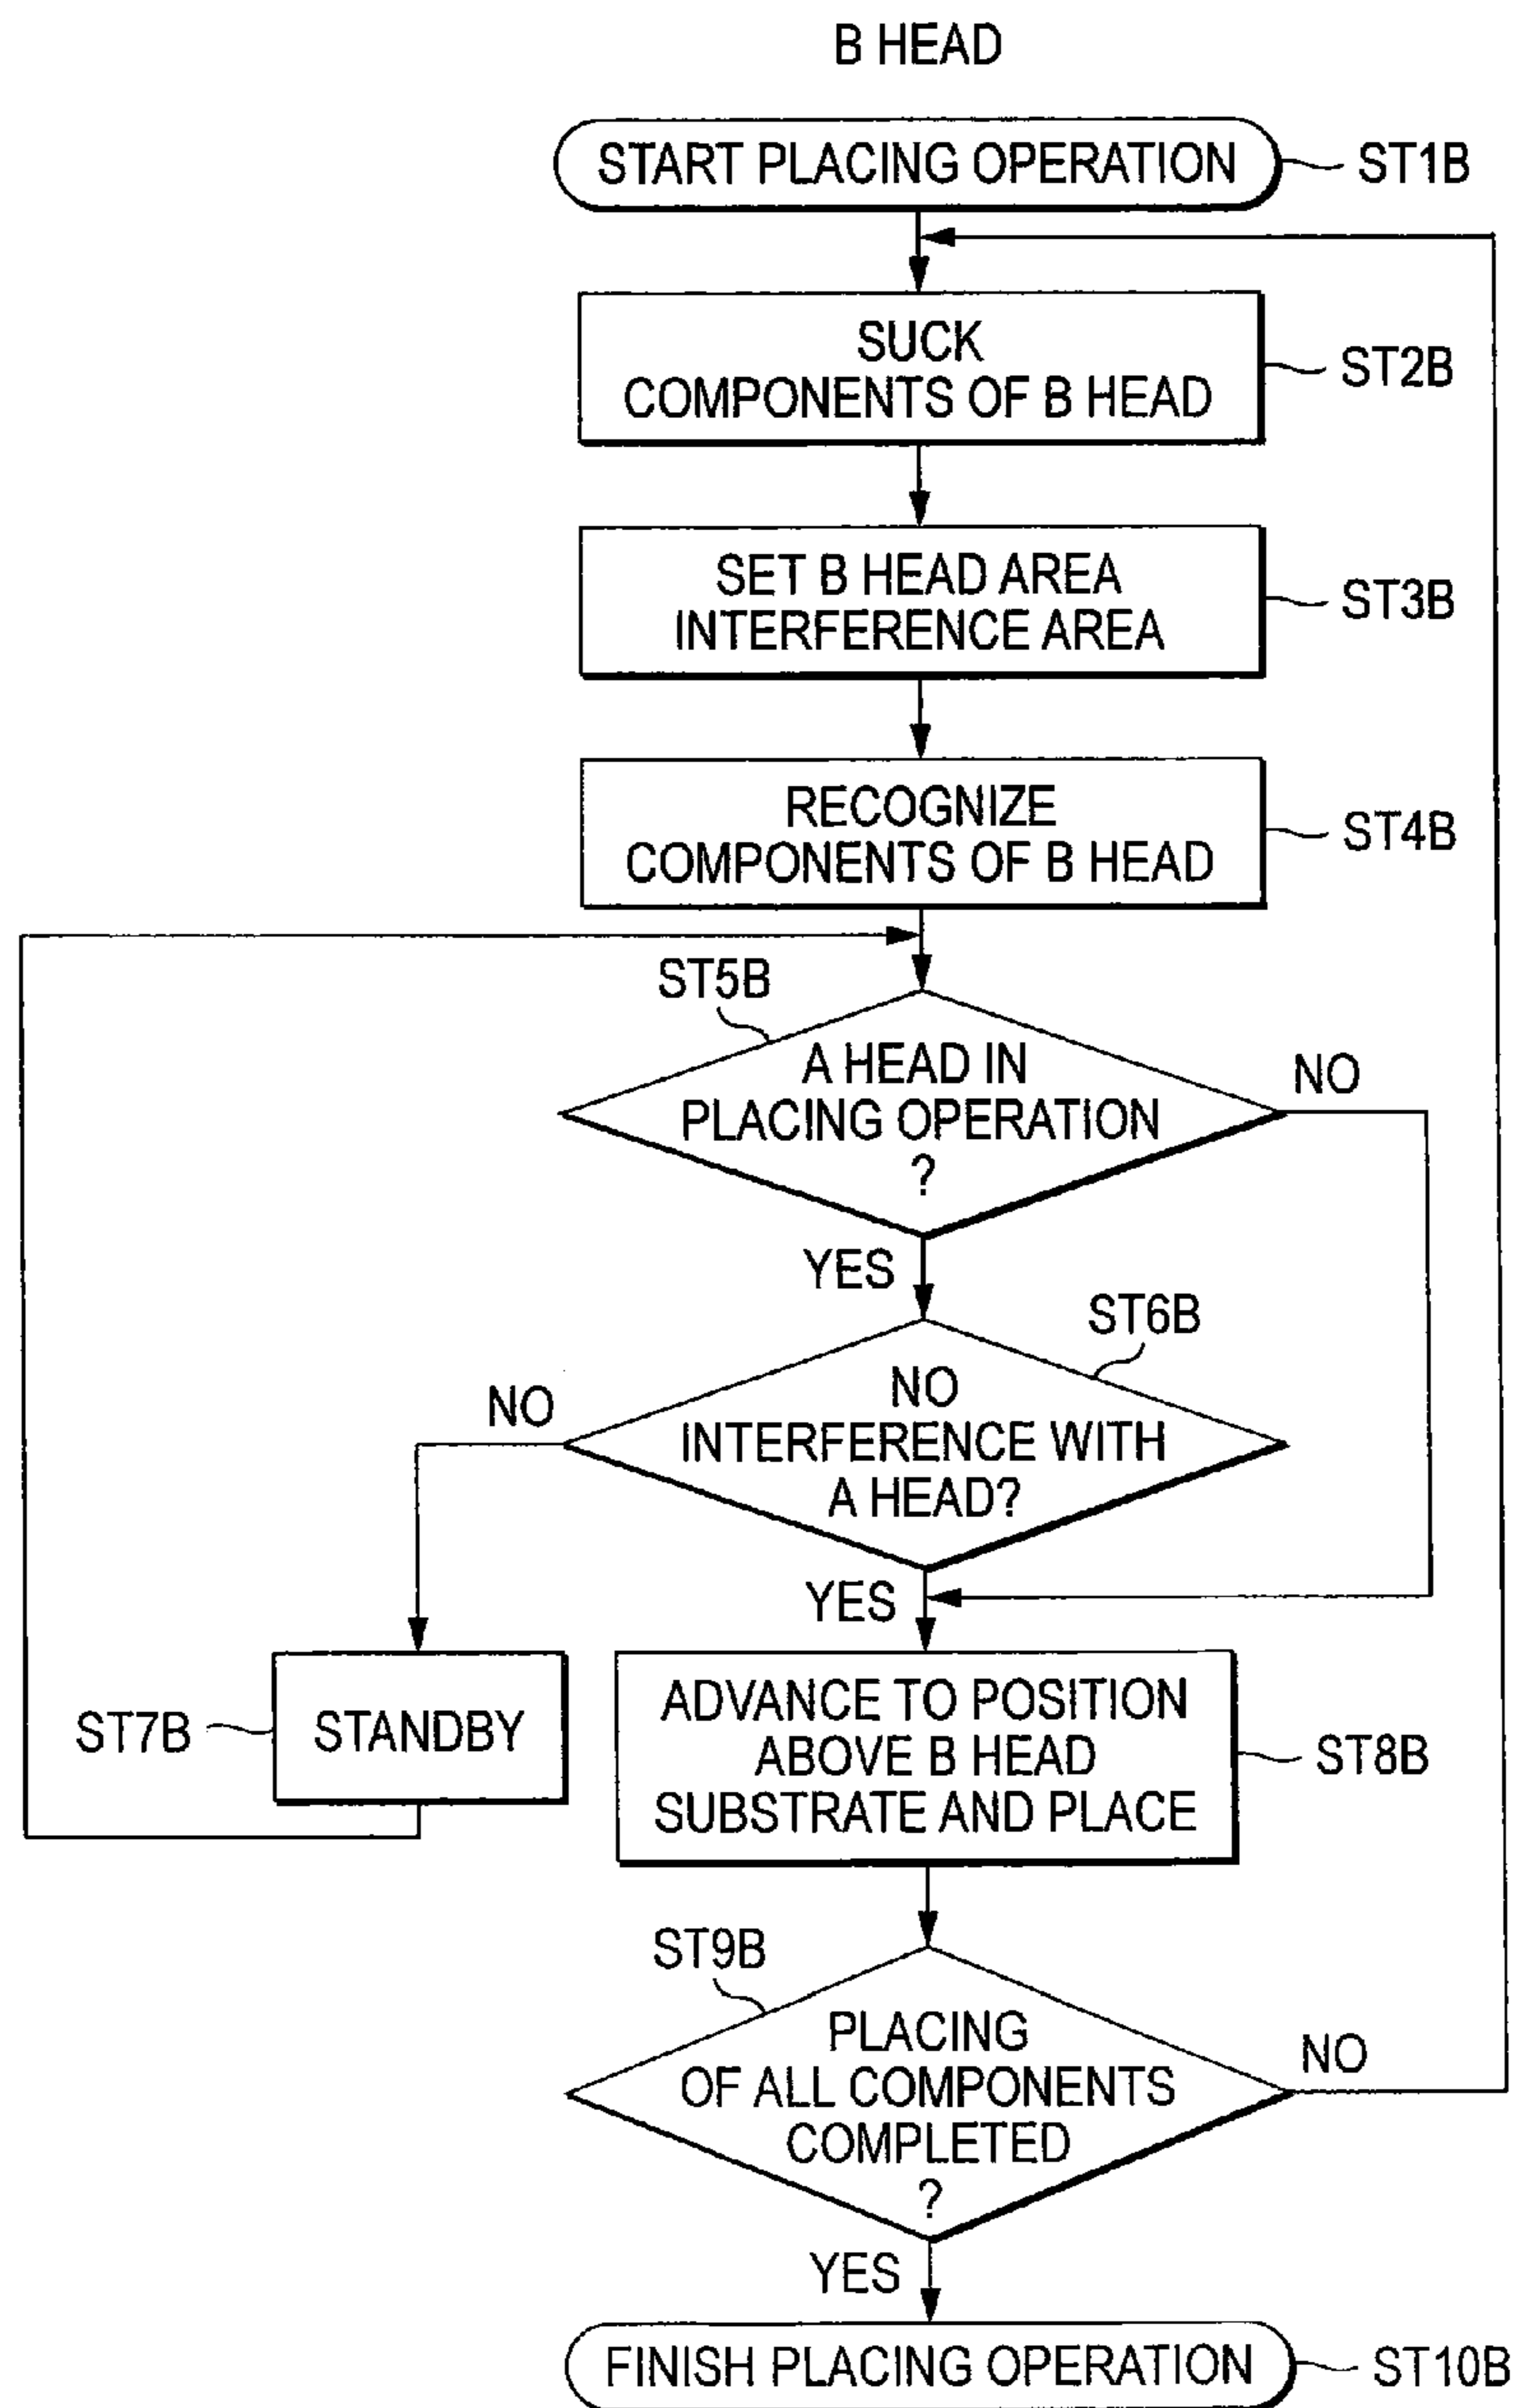 B HEAD
START PLACING OPERATION
ST1B
SUCK
COMPONENTS OF B HEAD
ST2B
SET B HEAD AREA
INTERFERENCE AREA
ST3B
RECOGNIZE
COMPONENTS OF B HEAD
ST4B
ST5B
A HEAD IN
PLACING OPERATION
?
NO
YES
ST6B
NO
INTERFERENCE WITH
A HEAD?
NO
YES
ST7B
STANDBY
ADVANCE TO POSITION
ABOVE B HEAD
SUBSTRATE AND PLACE
ST8B
ST9B
PLACING
OF ALL COMPONENTS
COMPLETED
?
NO
YES
FINISH PLACING OPERATION
ST10B